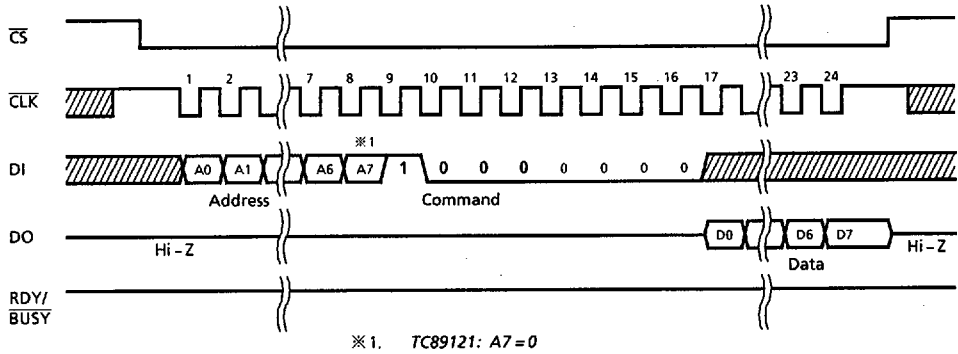 CS
1 2 7 8 9 10 11 12 13 14 15 16 17 23 24
CLK
※1
DI A0 A1 A6 A7 1 0 0 0 0 0 0 0
Address Command
DO D0 D6 D7
Hi-Z Data Hi-Z
RDY/
BUSY
※1. TC89121: A7=0